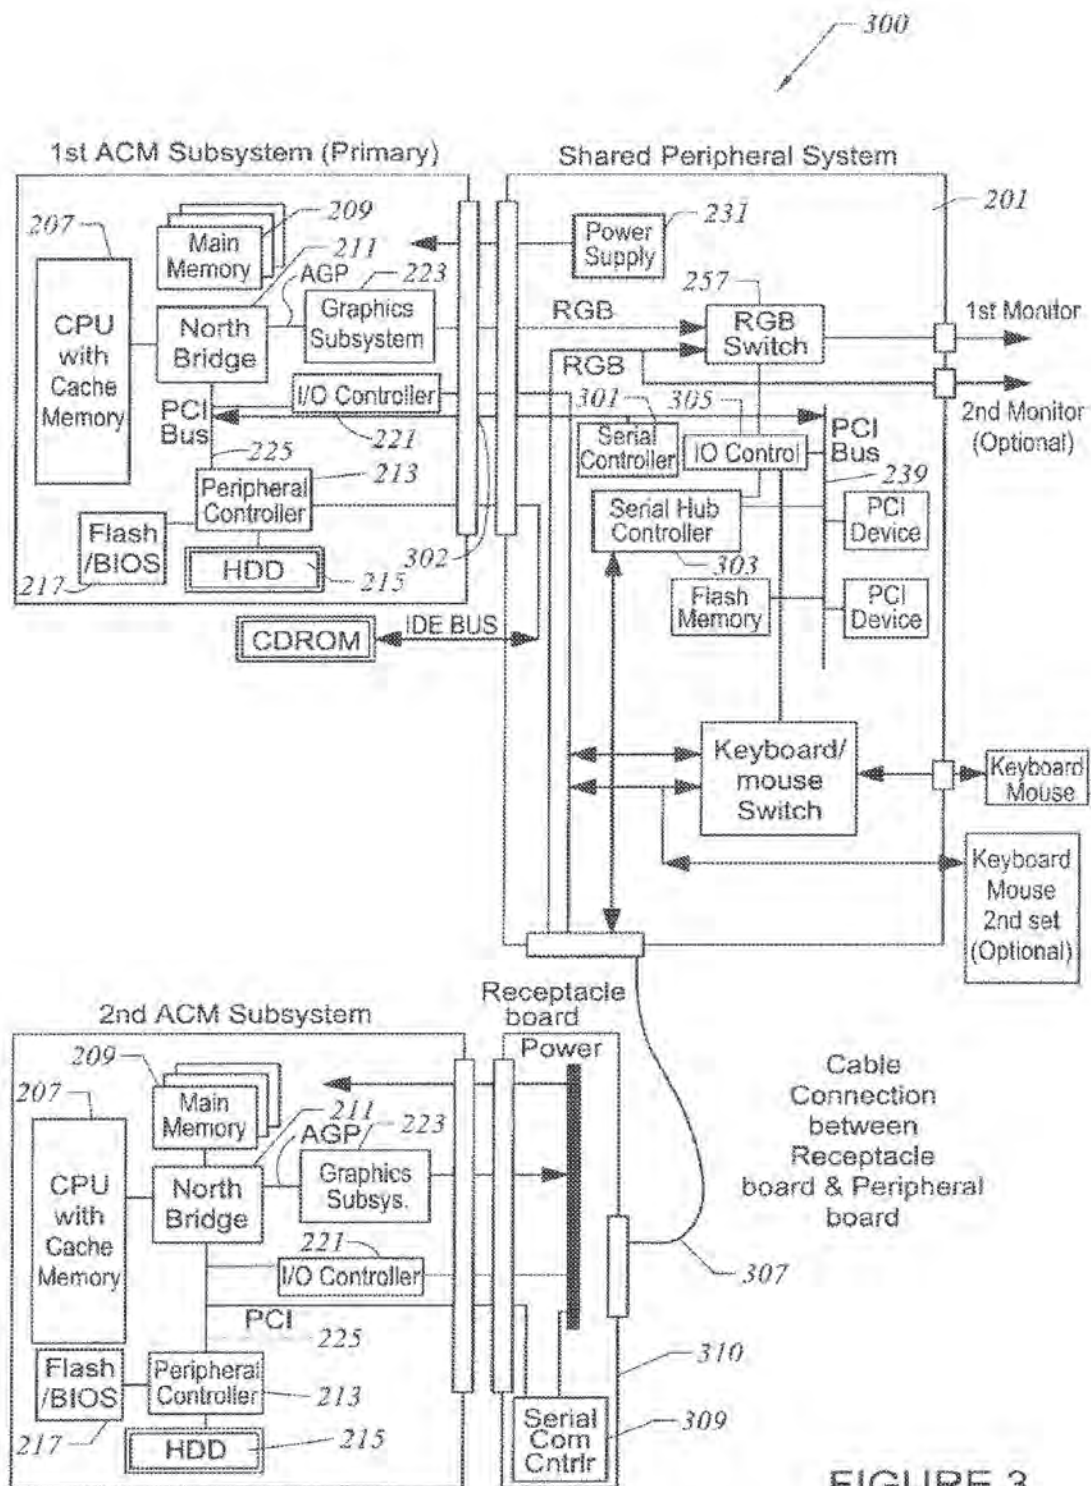 300
1st ACM Subsystem (Primary)
207
209
Main
Memory
211
CPU
with
Cache
Memory
North
Bridge
AGP
223
Graphics
Subsystem
I/O Controller
PCI
Bus
221
225
213
Peripheral
Controller
Flash
/BIOS
217
HDD
215
302
CDROM
IDE BUS
Shared Peripheral System
201
231
Power
Supply
257
RGB
RGB
RGB
Switch
1st Monitor
2nd Monitor
(Optional)
301
305
Serial
Controller
IO Control
PCI
Bus
239
Serial Hub
Controller
303
PCI
Device
Flash
Memory
PCI
Device
Keyboard/
mouse
Switch
Keyboard
Mouse
Keyboard
Mouse
2nd set
(Optional)
2nd ACM Subsystem
209
207
Main
Memory
211
AGP
223
CPU
with
Cache
Memory
North
Bridge
Graphics
Subsys.
221
I/O Controller
PCI
225
Flash
/BIOS
Peripheral
Controller
213
217
HDD
215
Receptacle
board
Power
Cable
Connection
between
Receptacle
board & Peripheral
board
307
310
Serial
Com
Cntrlr
309
FIGURE 3